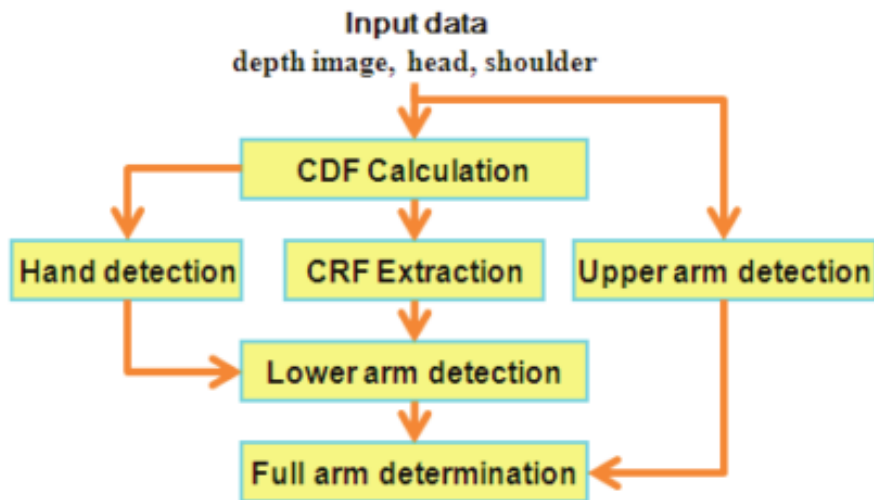 Input data
depth image, head, shoulder
CDF Calculation
Hand detection
CRF Extraction
Upper arm detection
Lower arm detection
Full arm determination